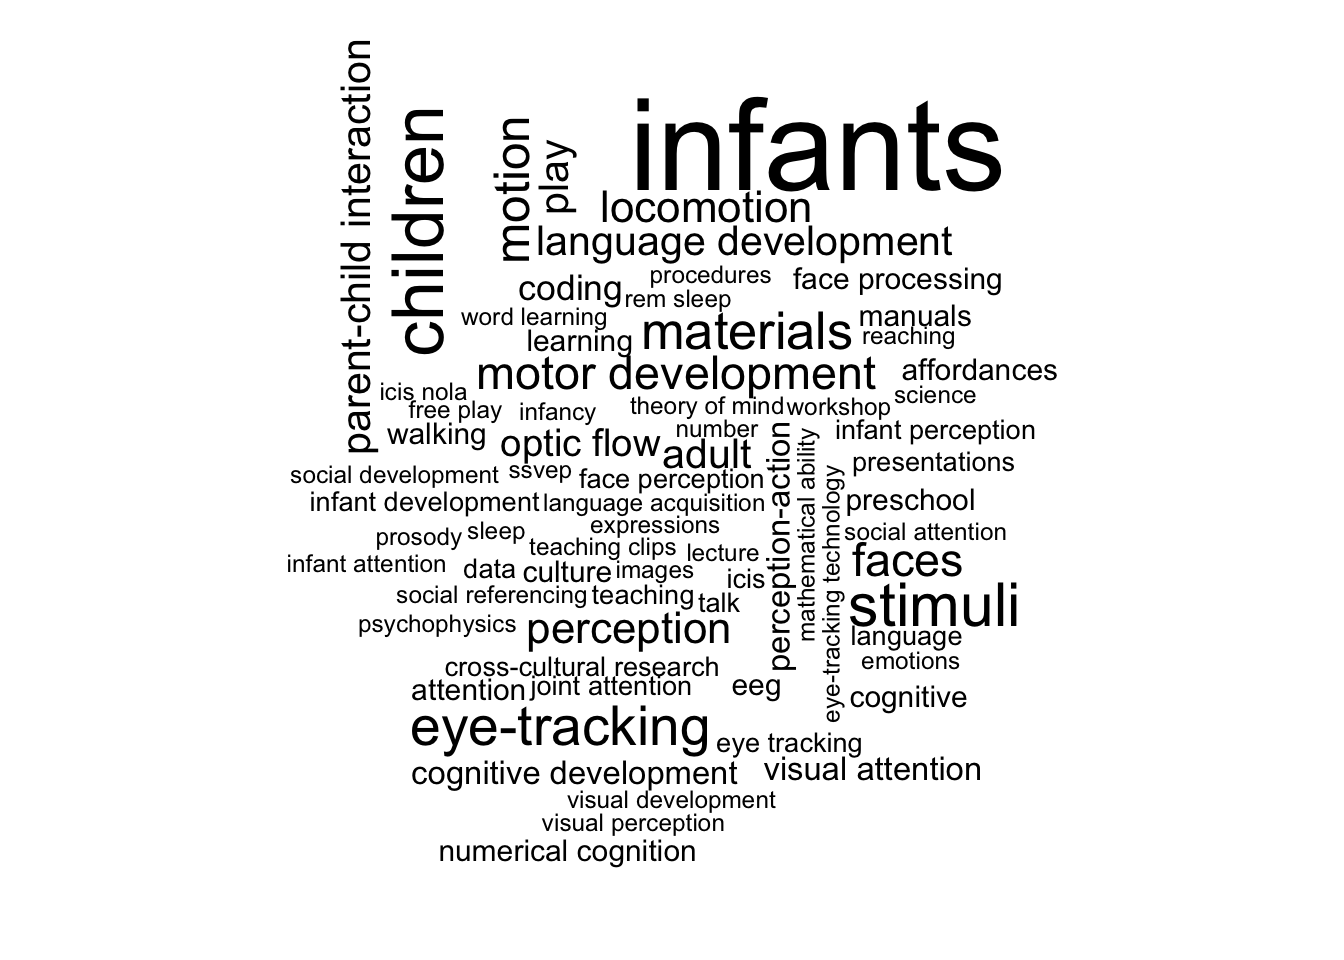 parent-child interaction
children
motion
play
infants
locomotion
language development
procedures
face processing
coding
rem sleep
word learning
materials
manuals
learning
reaching
motor development
affordances
icis nola
science
free play
infancy
theory of mind
workshop
walking
optic flow
number
adult
infant perception
social development
ssvep
face perception
perception-action
mathematical ability
eye-tracking technology
presentations
infant development
language acquisition
preschool
prosody
sleep
expressions
social attention
teaching clips
lecture
faces
infant attention
data
culture
images
icis
social referencing
teaching
talk
stimuli
psychophysics
perception
language
cross-cultural research
emotions
attention
joint attention
eeg
cognitive
eye-tracking
eye tracking
cognitive development
visual attention
visual development
visual perception
numerical cognition